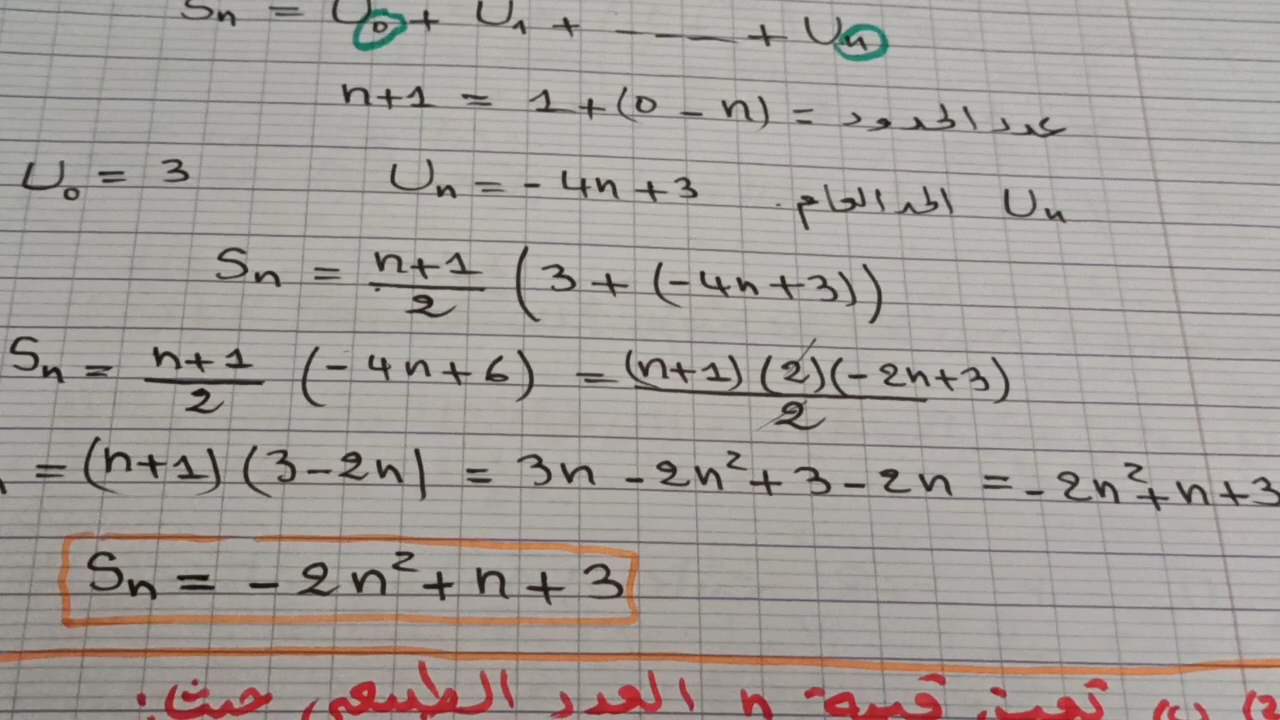 Sn = U0 + U1 + ------ + Un
n+1 = 1 + (0 - n) = عدد الحدود
U0 = 3 Un = -4n + 3 . الحد العام Un
Sn = n+1/2 (3 + (-4n + 3))
Sn = n+1/2 (-4n + 6) = (n+1)(2)(-2n+3)/2
= (n+1)(3-2n) = 3n - 2n² + 3 - 2n = -2n² + n + 3
Sn = -2n² + n + 3
2) تعيين قيمة n العدد الطبيعي حيث: